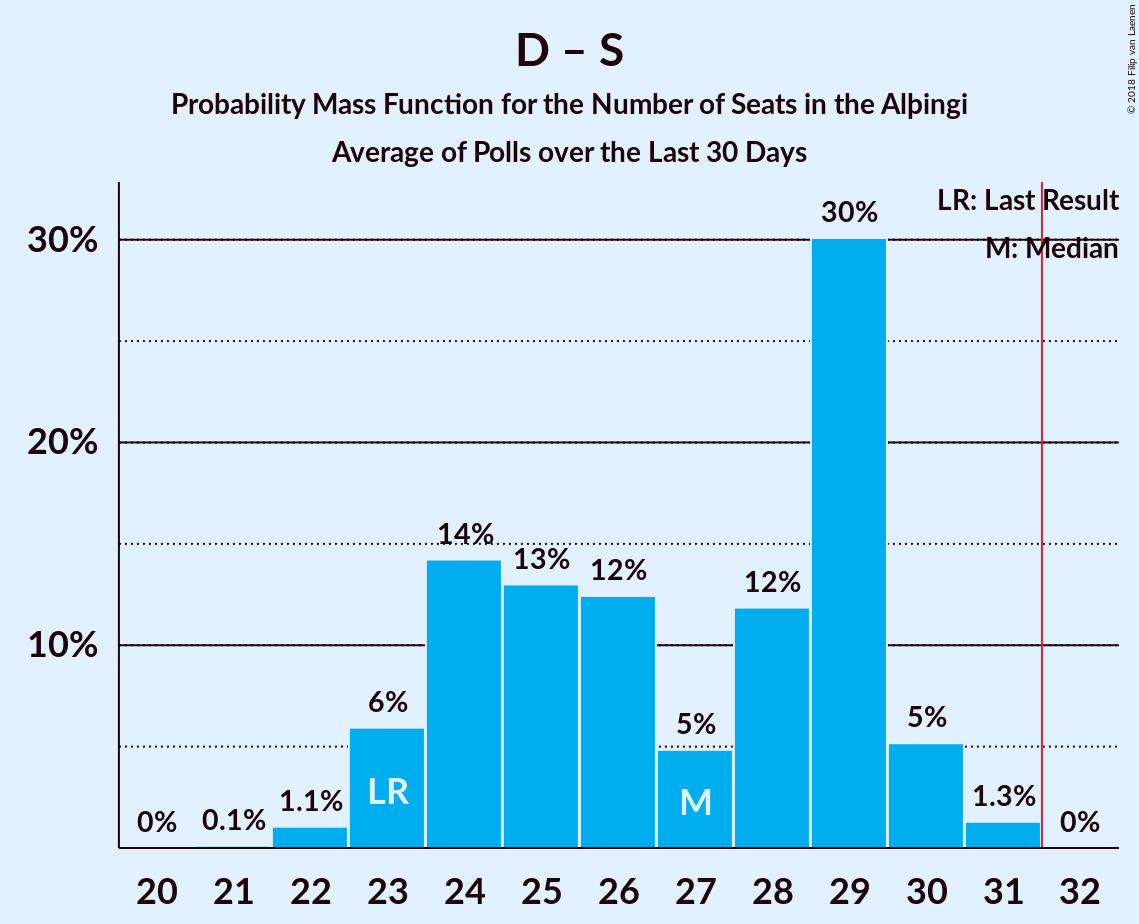 D – S
Probability Mass Function for the Number of Seats in the Alþingi
Average of Polls over the Last 30 Days
© 2018 Filip van Laenen
LR: Last Result
M: Median
30%
20%
10%
0%
0.1%
1.1%
6%
14%
13%
12%
5%
12%
30%
5%
1.3%
0%
LR
M
20 21 22 23 24 25 26 27 28 29 30 31 32